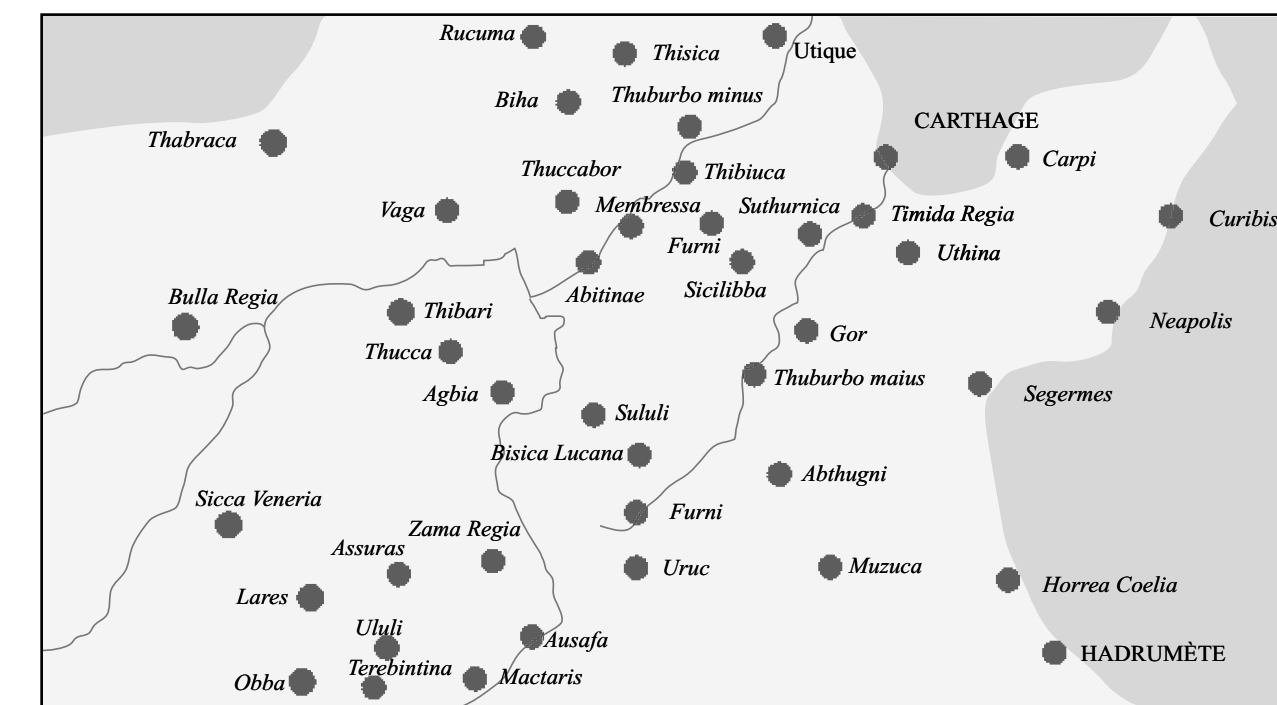 Rucuma
Thisica
Utique
Biha
Thuburbo minus
CARTHAGE
Thabraca
Carpi
Thuccabor
Thibiuca
Vaga
Membressa
Suthurnica
Timida Regia
Curibis
Furni
Uthina
Sicilibba
Abitinae
Bulla Regia
Thibari
Neapolis
Gor
Thucca
Thuburbo maius
Agbia
Segermes
Sululi
Bisica Lucana
Abthugni
Sicca Veneria
Furni
Zama Regia
Assuras
Uruc
Muzuca
Horrea Coelia
Lares
Ululi
Ausafa
HADRUMÈTE
Terebintina
Obba
Mactaris